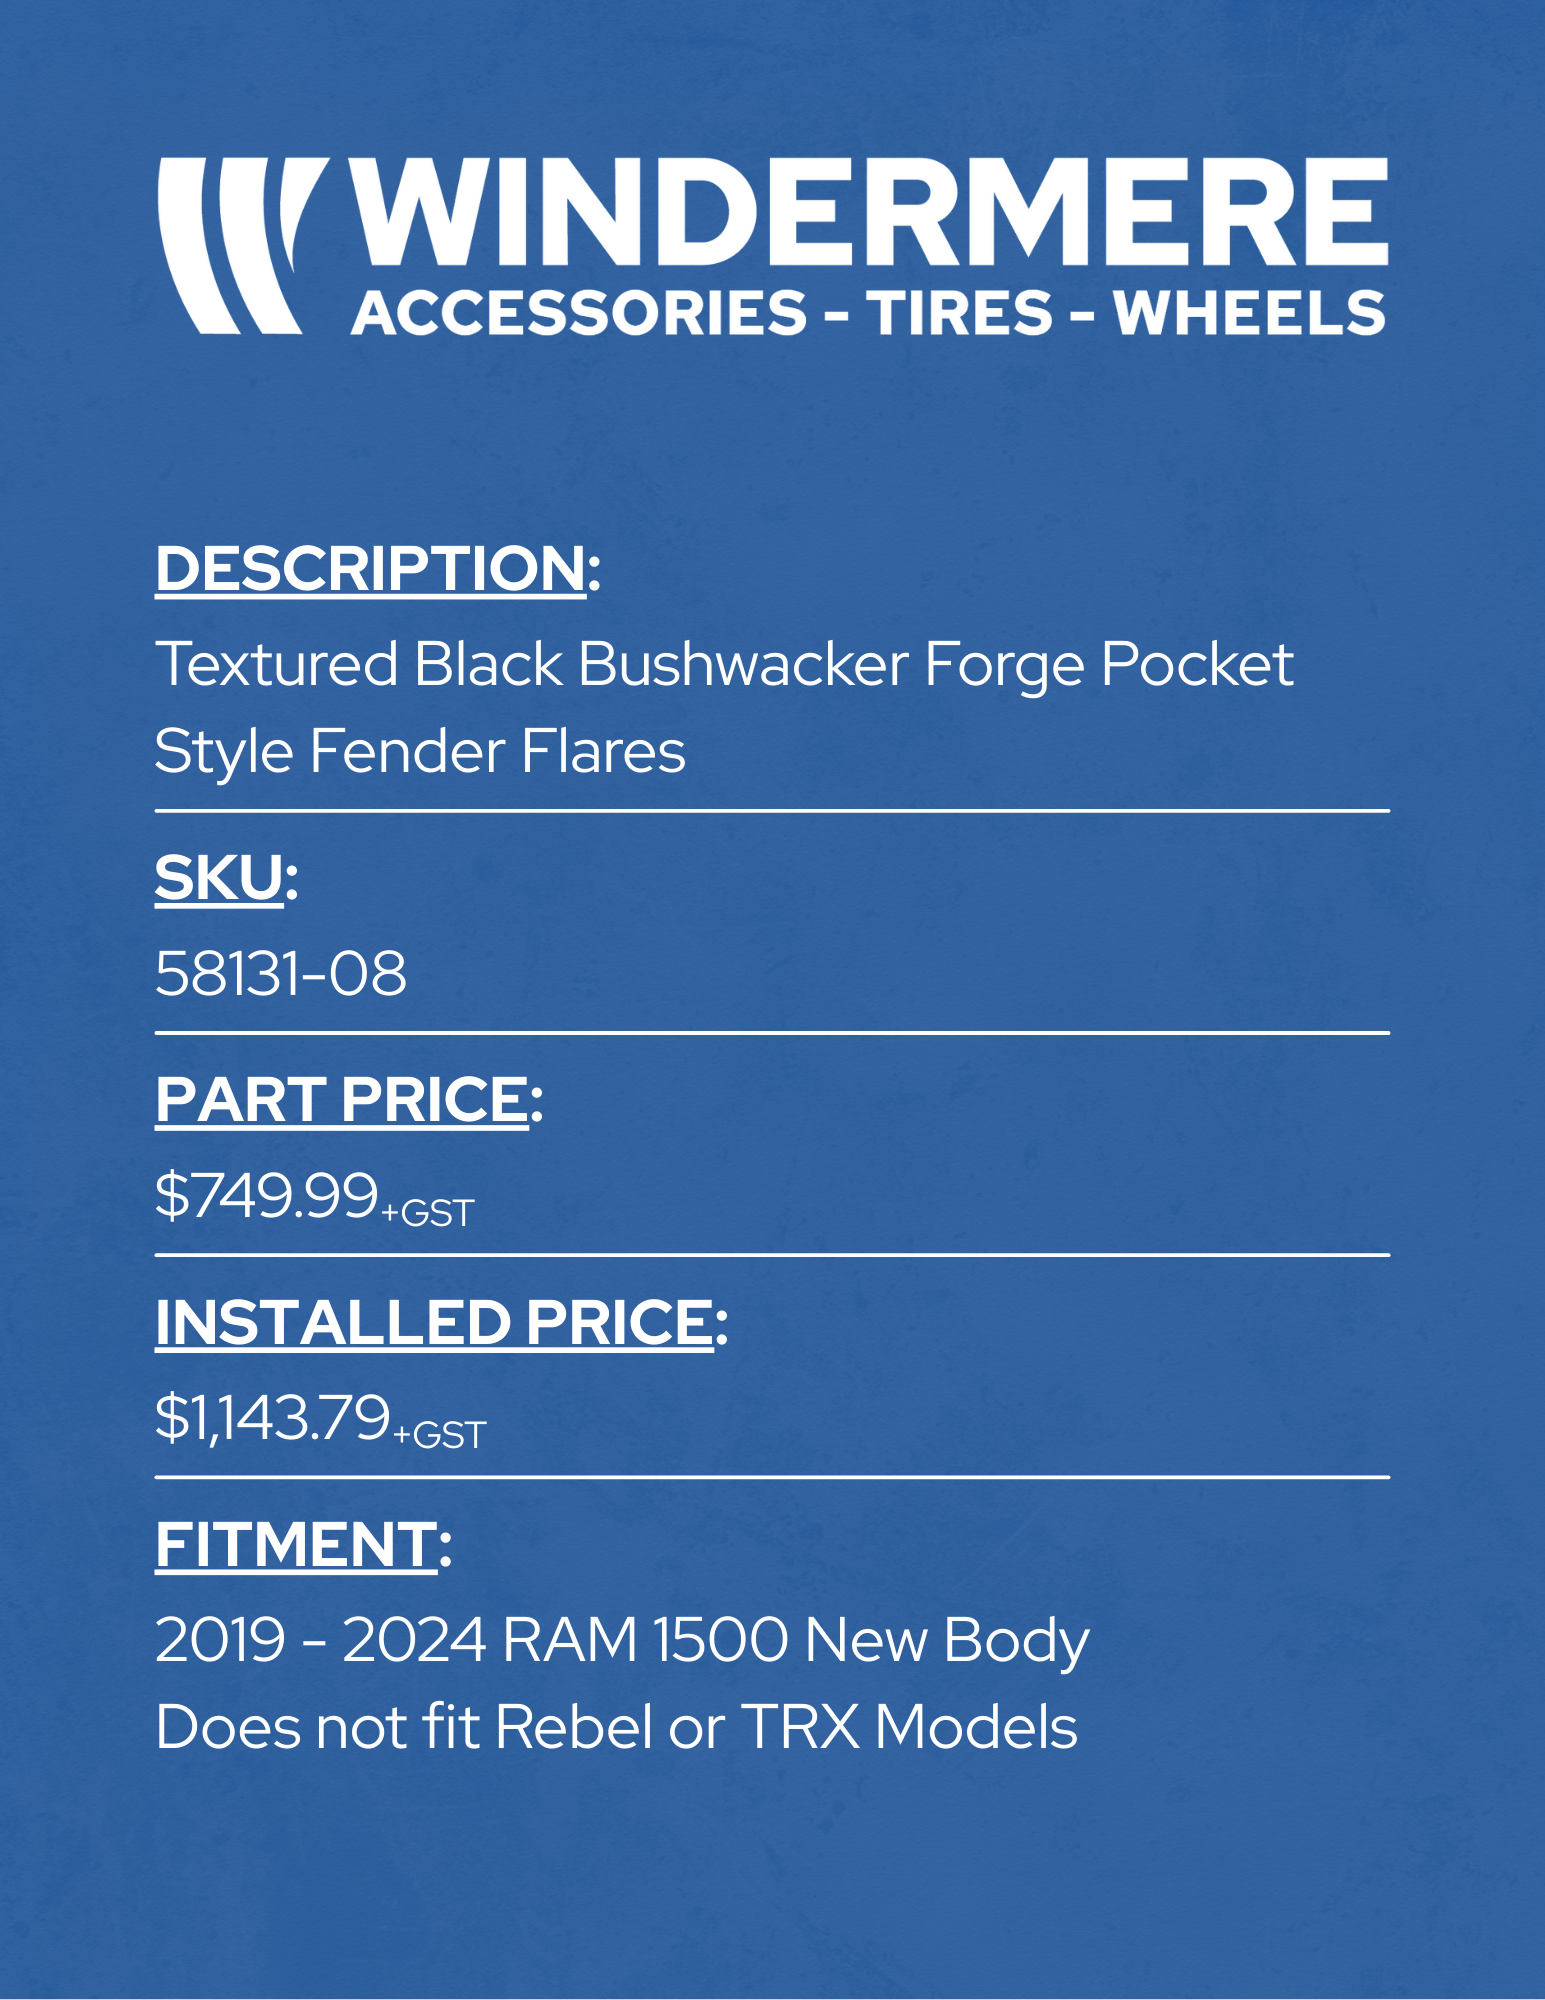 WINDERMERE
ACCESSORIES - TIRES - WHEELS
DESCRIPTION:
Textured Black Bushwacker Forge Pocket
Style Fender Flares
SKU:
58131-08
PART PRICE:
$749.99+GST
INSTALLED PRICE:
$1,143.79+GST
FITMENT:
2019 - 2024 RAM 1500 New Body
Does not fit Rebel or TRX Models